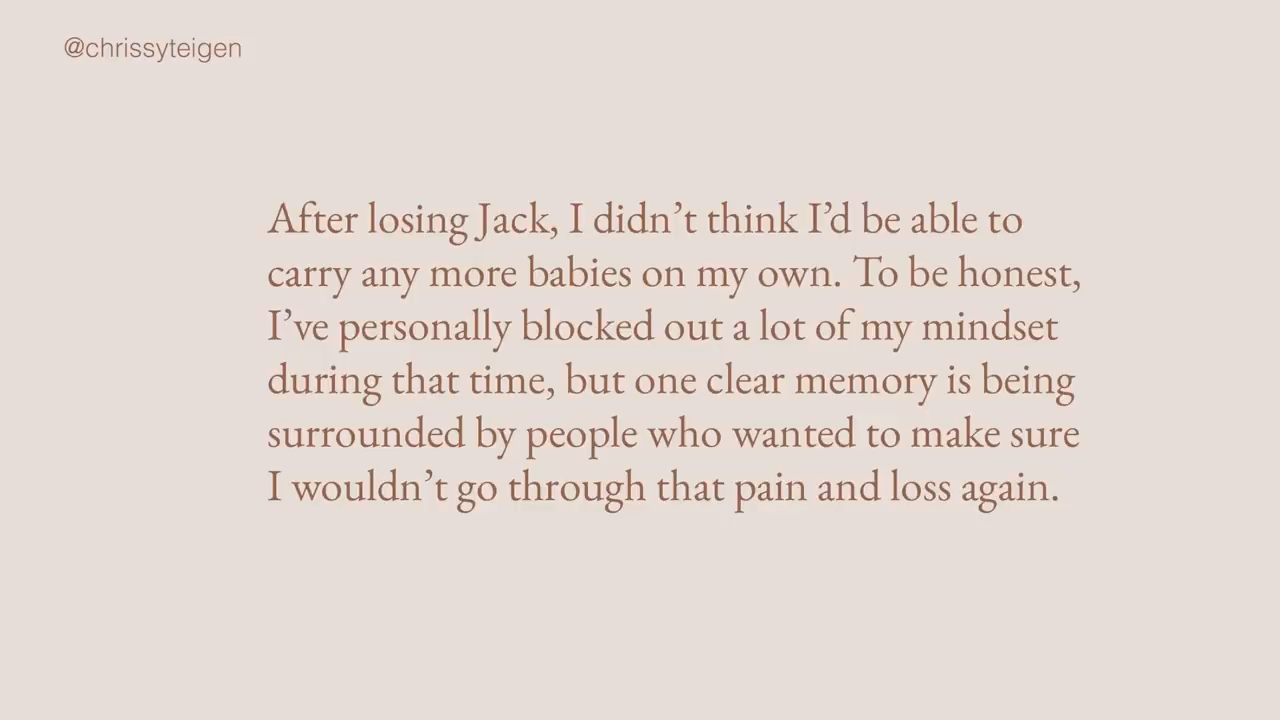 @chrissyteigen
After losing Jack, I didn’t think I’d be able to
carry any more babies on my own. To be honest,
I’ve personally blocked out a lot of my mindset
during that time, but one clear memory is being
surrounded by people who wanted to make sure
I wouldn’t go through that pain and loss again.